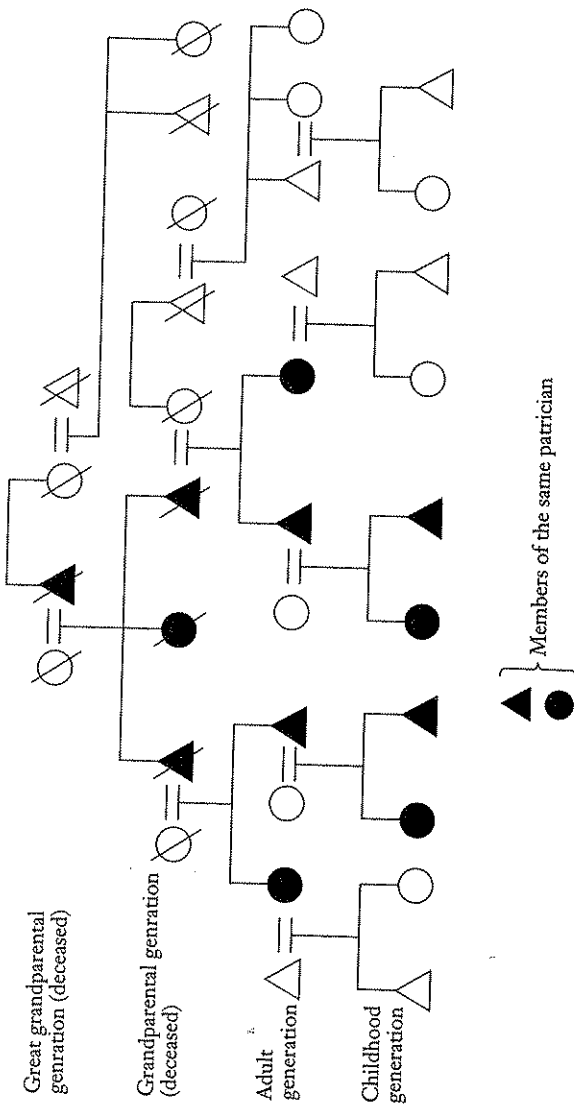 Great grandparental
genration (deceased)
Grandparental genration
(deceased)
Adult
generation
Childhood
generation
Members of the same patrician